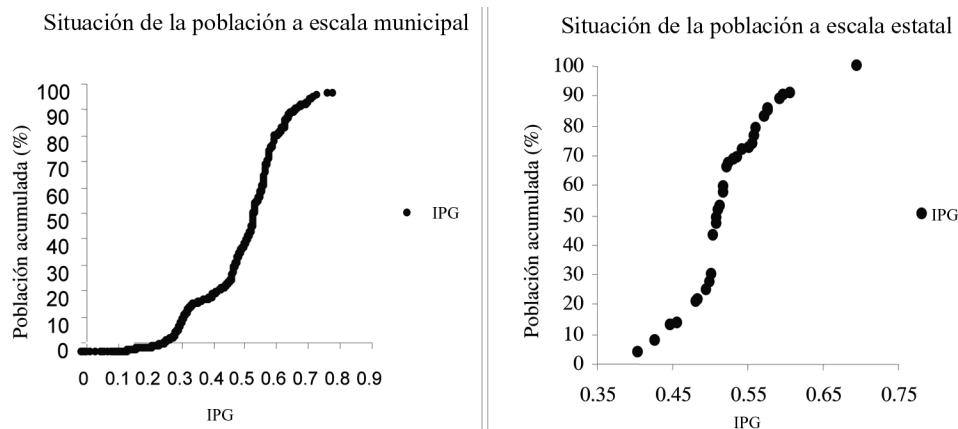 Situación de la población a escala municipal
Población acumulada (%)
100
90
80
70
60
50
40
30
20
10
0
0 0.1 0.2 0.3 0.4 0.5 0.6 0.7 0.8 0.9
IPG
IPG
Situación de la población a escala estatal
Población acumulada (%)
100
90
80
70
60
50
40
30
20
10
0
0.35 0.45 0.55 0.65 0.75
IPG
IPG